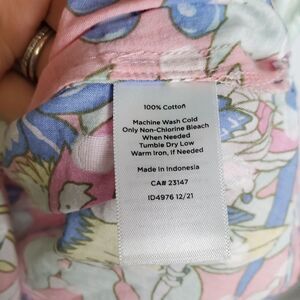 100% Cotton
Machine Wash Cold
Only Non-Chlorine Bleach
When Needed
Tumble Dry Low
Warm Iron, If Needed
Made in Indonesia
CA# 23147
ID4976 12/21